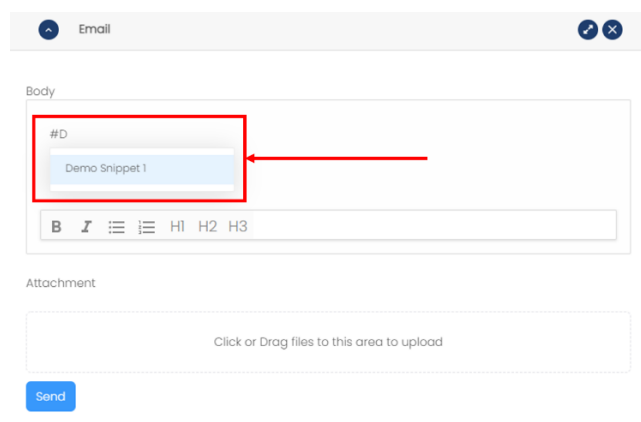 Email
Body
#D
Demo Snippet 1
B I H1 H2 H3
Attachment
Click or Drag files to this area to upload
Send